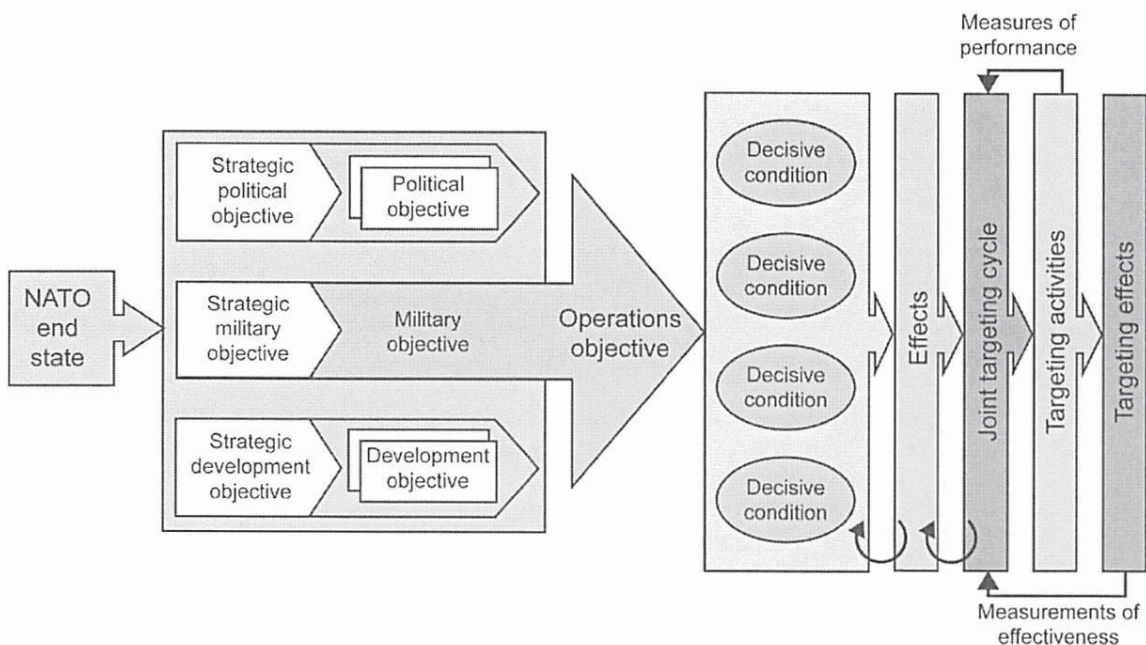 Measures of
performance
NATO
end
state
Strategic
political
objective
Political
objective
Strategic
military
objective
Military
objective
Operations
objective
Strategic
development
objective
Development
objective
Decisive
condition
Decisive
condition
Decisive
condition
Decisive
condition
Effects
Joint targeting cycle
Targeting activities
Targeting effects
Measurements of
effectiveness